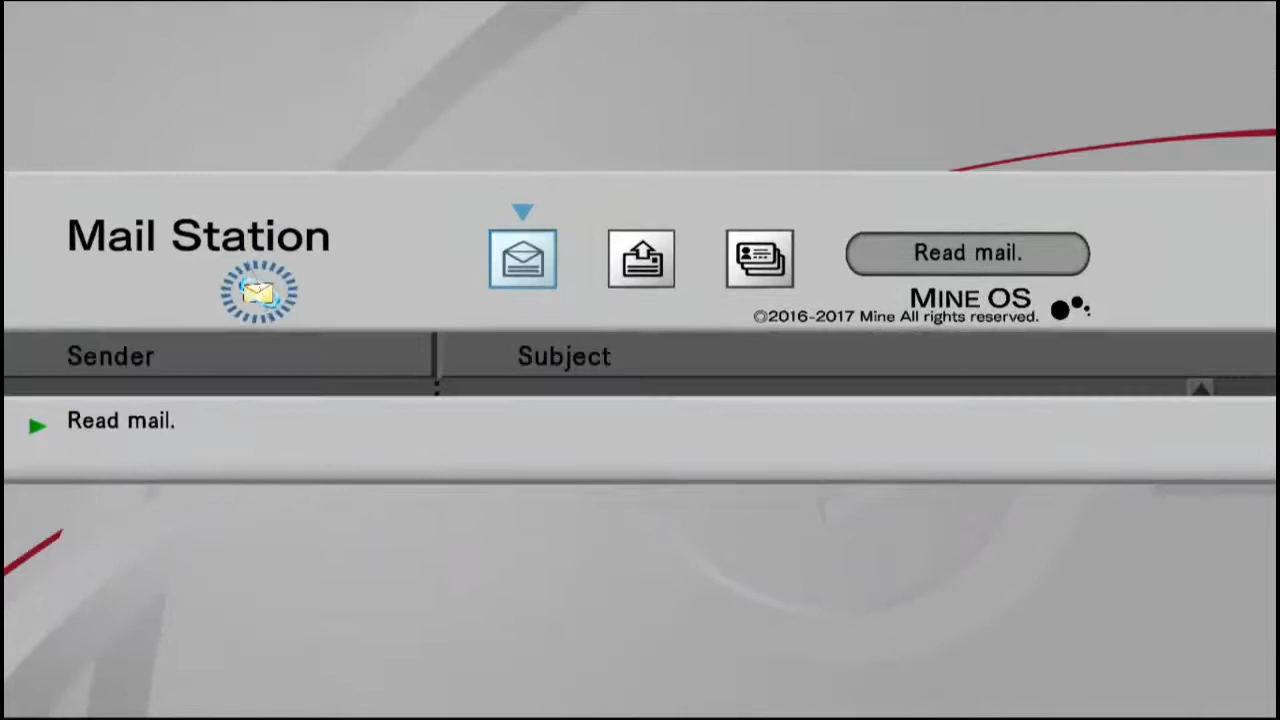 Mail Station
Read mail.
MINE OS
©2016-2017 Mine All rights reserved.
Sender
Subject
Read mail.